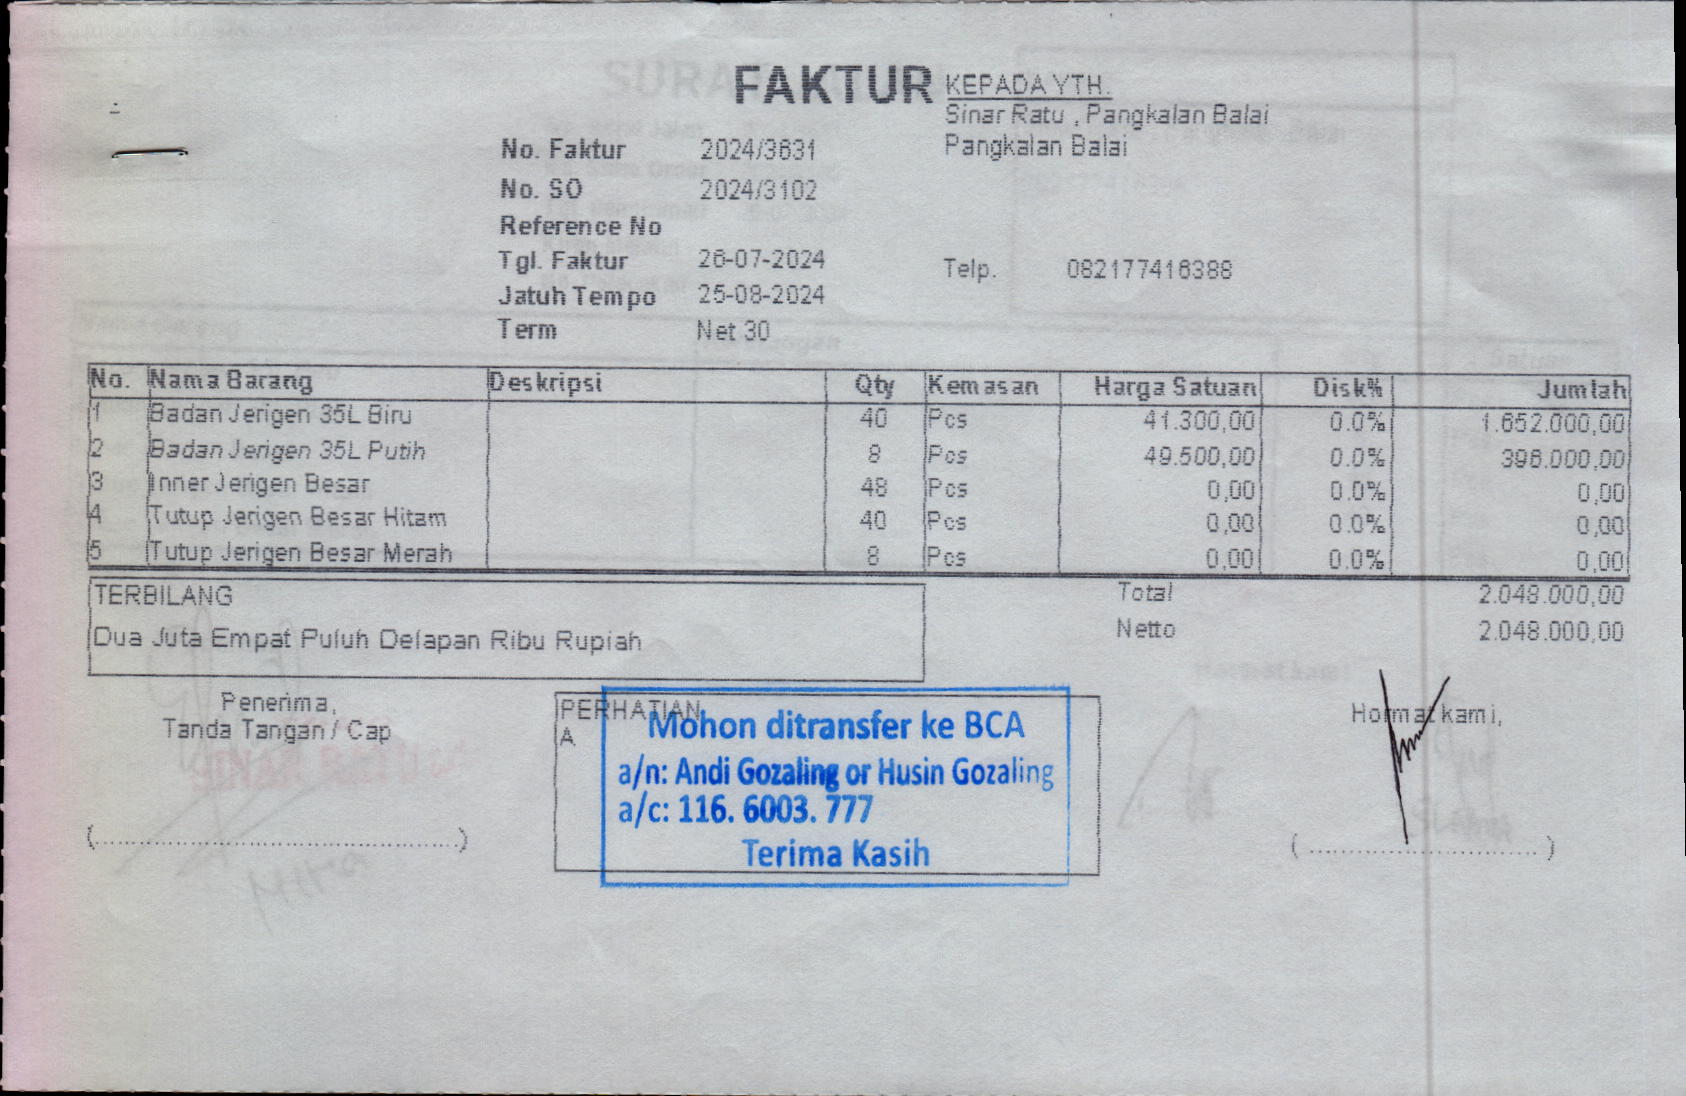 FAKTUR
KEPADA YTH.
Sinar Ratu , Pangkalan Balai
Pangkalan Balai
No. Faktur 2024/3631
No. SO 2024/3102
Reference No
Tgl. Faktur 26-07-2024
Telp. 082177416388
Jatuh Tempo 25-08-2024
Term Net 30
No. Nama Barang Deskripsi Qty Kemasan Harga Satuan Disk% Jumlah
1 Badan Jerigen 35L Biru 40 Pcs 41.300,00 0.0% 1.652.000,00
2 Badan Jerigen 35L Putih 8 Pcs 49.500,00 0.0% 396.000,00
3 Inner Jerigen Besar 48 Pcs 0,00 0.0% 0,00
4 Tutup Jerigen Besar Hitam 40 Pcs 0,00 0.0% 0,00
5 Tutup Jerigen Besar Merah 8 Pcs 0,00 0.0% 0,00
TERBILANG
Dua Juta Empat Puluh Delapan Ribu Rupiah
Total 2.048.000,00
Netto 2.048.000,00
Penerima,
Tanda Tangan / Cap
(............................................)
PERHATIAN
A
Mohon ditransfer ke BCA
a/n: Andi Gozaling or Husin Gozaling
a/c: 116. 6003. 777
Terima Kasih
Hormat kami,
( ............................ )